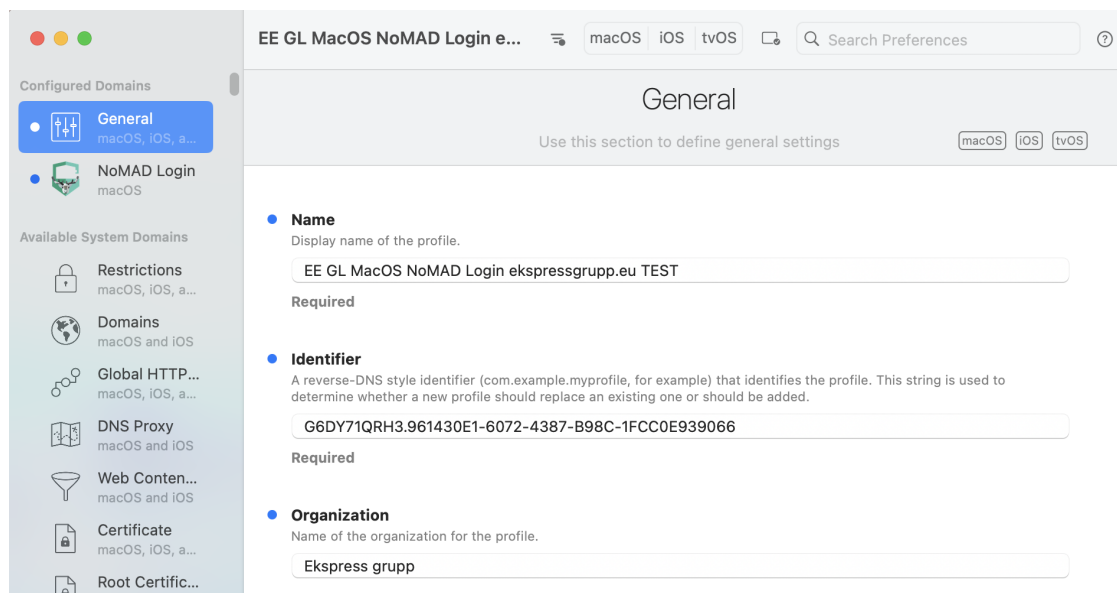 EE GL MacOS NoMAD Login e...
macOS
iOS
tvOS
Search Preferences
?
Configured Domains
General
macOS, iOS, a...
NoMAD Login
macOS
Available System Domains
Restrictions
macOS, iOS, a...
Domains
macOS and iOS
Global HTTP...
macOS, iOS, a...
DNS Proxy
macOS and iOS
Web Conten...
macOS and iOS
Certificate
macOS, iOS, a...
Root Certific...
General
Use this section to define general settings
macOS
iOS
tvOS
Name
Display name of the profile.
EE GL MacOS NoMAD Login ekspressgrupp.eu TEST
Required
Identifier
A reverse-DNS style identifier (com.example.myprofile, for example) that identifies the profile. This string is used to
determine whether a new profile should replace an existing one or should be added.
G6DY71QRH3.961430E1-6072-4387-B98C-1FCC0E939066
Required
Organization
Name of the organization for the profile.
Ekspress grupp